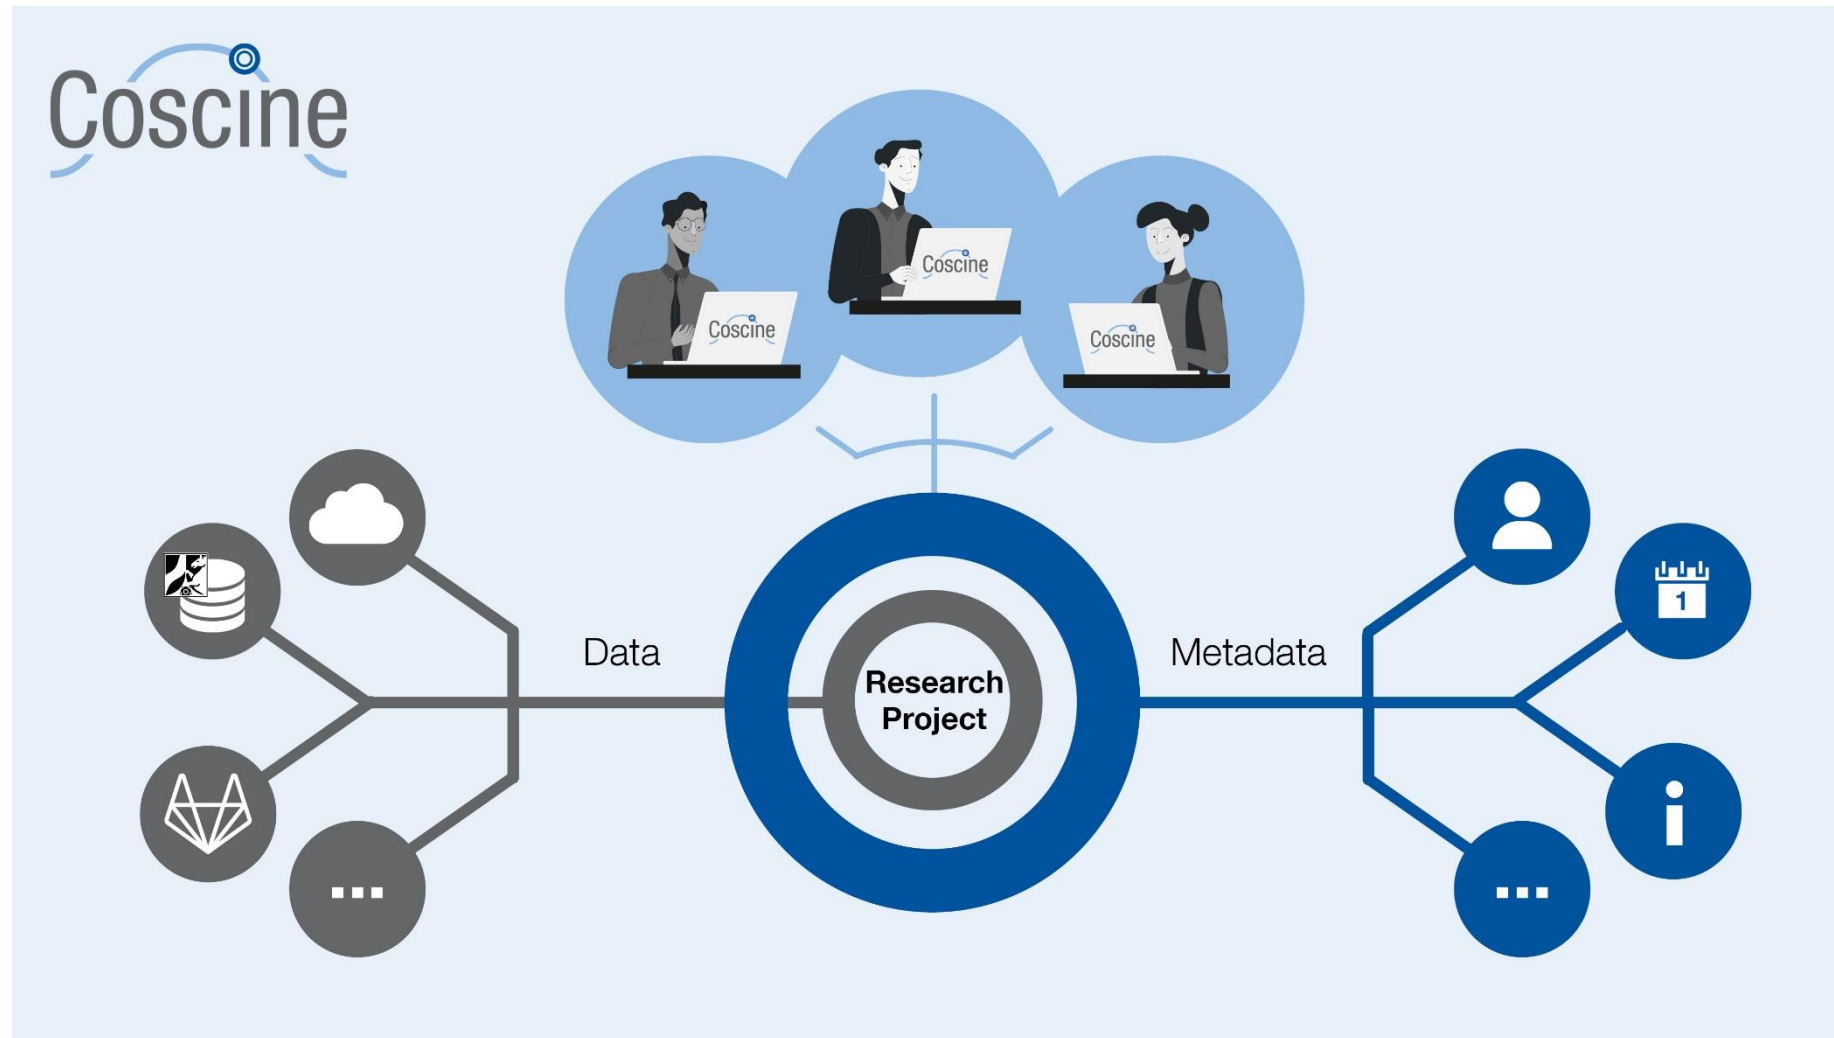 Coscine
Coscine
Coscine
Coscine
Data
Metadata
Research
Project
1
i
...
...